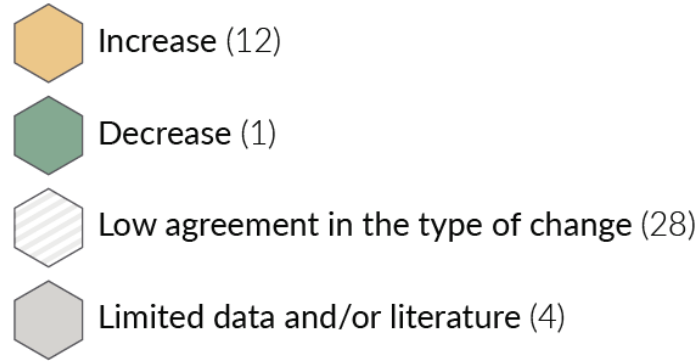 Increase (12)
Decrease (1)
Low agreement in the type of change (28)
Limited data and/or literature (4)